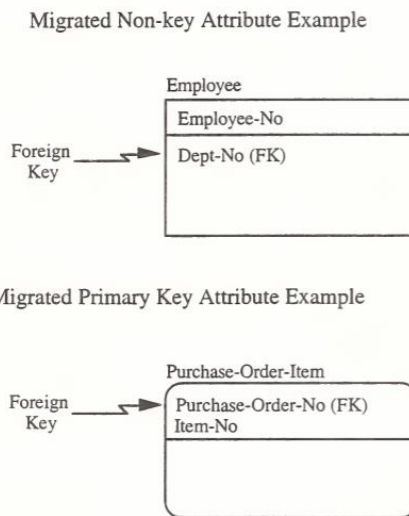 Migrated Non-key Attribute Example
Employee
Employee-No
Foreign
Key
Dept-No (FK)
Migrated Primary Key Attribute Example
Purchase-Order-Item
Foreign
Key
Purchase-Order-No (FK)
Item-No